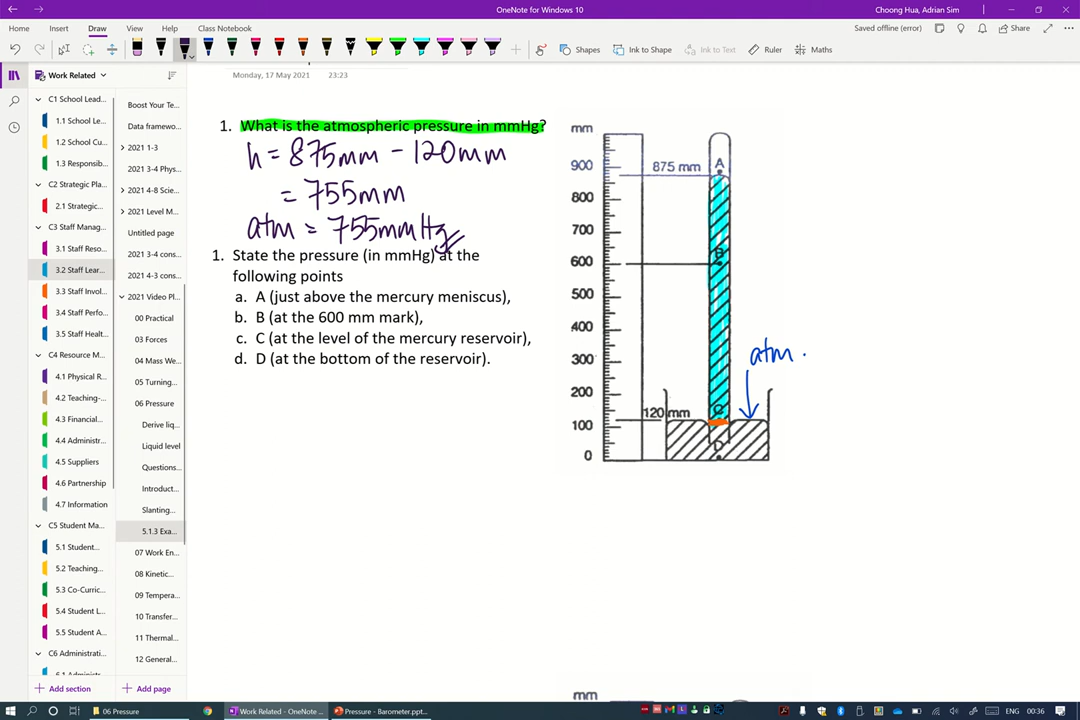 OneNote for Windows 10
Choong Hua, Adrian Sim
Home Insert Draw View Help Class Notebook
Saved offline (error) Share
Shapes Ink to Shape Ink to Text Ruler Maths
Work Related
C1 School Lead...
1.1 School Le...
1.2 School Cu...
1.3 Responsib...
C2 Strategic Pla...
2.1 Strategic...
C3 Staff Manag...
3.1 Staff Reso...
3.2 Staff Lear...
3.3 Staff Invol...
3.4 Staff Perfo...
3.5 Staff Healt...
C4 Resource M...
4.1 Physical R...
4.2 Teaching-...
4.3 Financial...
4.4 Administr...
4.5 Suppliers
4.6 Partnership
4.7 Information
C5 Student Ma...
5.1 Student...
5.2 Teaching...
5.3 Co-Curric...
5.4 Student L...
5.5 Student A...
C6 Administrati...
Add section
Boost Your Te...
Data framewo...
2021 1-3
2021 3-4 Phys...
2021 4-8 Scie...
2021 Level M...
Untitled page
2021 3-4 cons...
2021 4-3 cons...
2021 Video Pl...
00 Practical
03 Forces
04 Mass We...
05 Turning...
06 Pressure
Derive liq...
Liquid level
Questions...
Introduct...
Slanting...
5.1.3 Exa...
07 Work En...
08 Kinetic...
09 Tempera...
10 Transfer...
11 Thermal...
12 General...
Add page
Monday, 17 May 2021 23:23
1. What is the atmospheric pressure in mmHg?
h = 875mm - 120mm
= 755mm
atm = 755mmHg
1. State the pressure (in mmHg) at the
following points
a. A (just above the mercury meniscus),
b. B (at the 600 mm mark),
c. C (at the level of the mercury reservoir),
d. D (at the bottom of the reservoir).
mm
900
875 mm
A
800
700
B
600
500
400
atm.
300
200
120 mm
C
100
D
0
mm
06 Pressure
Work Related - OneNote ...
Pressure - Barometer.ppt...
ENG 00:36